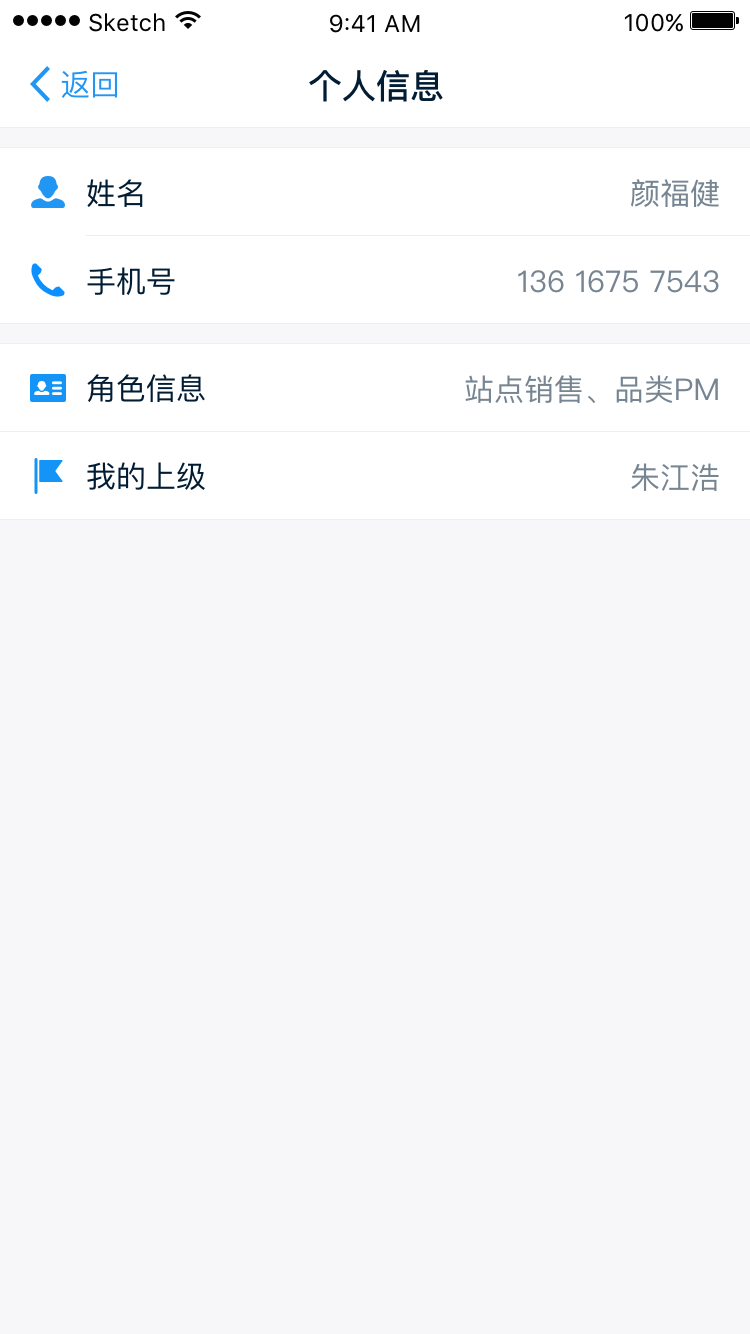 Sketch 9:41 AM 100%
返回 个人信息
姓名 颜福健
手机号 136 1675 7543
角色信息 站点销售、品类PM
我的上级 朱江浩